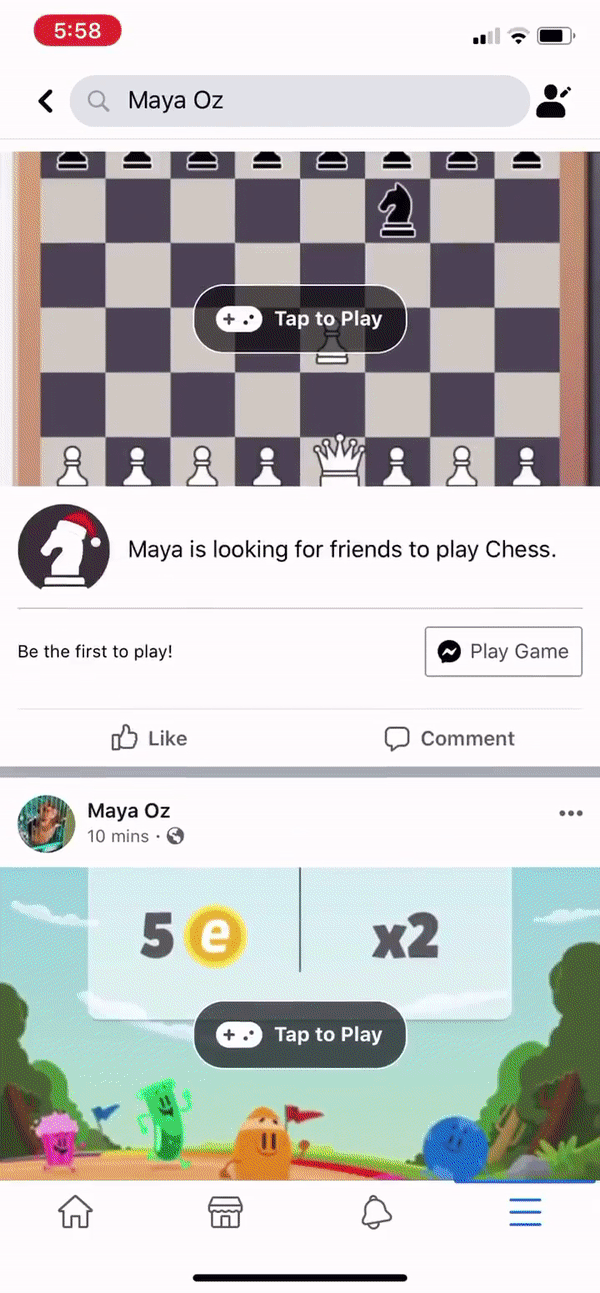 5:58
Maya Oz
Tap to Play
Maya is looking for friends to play Chess.
Be the first to play!
Play Game
Like
Comment
Maya Oz
10 mins ·
5 e
x2
Tap to Play